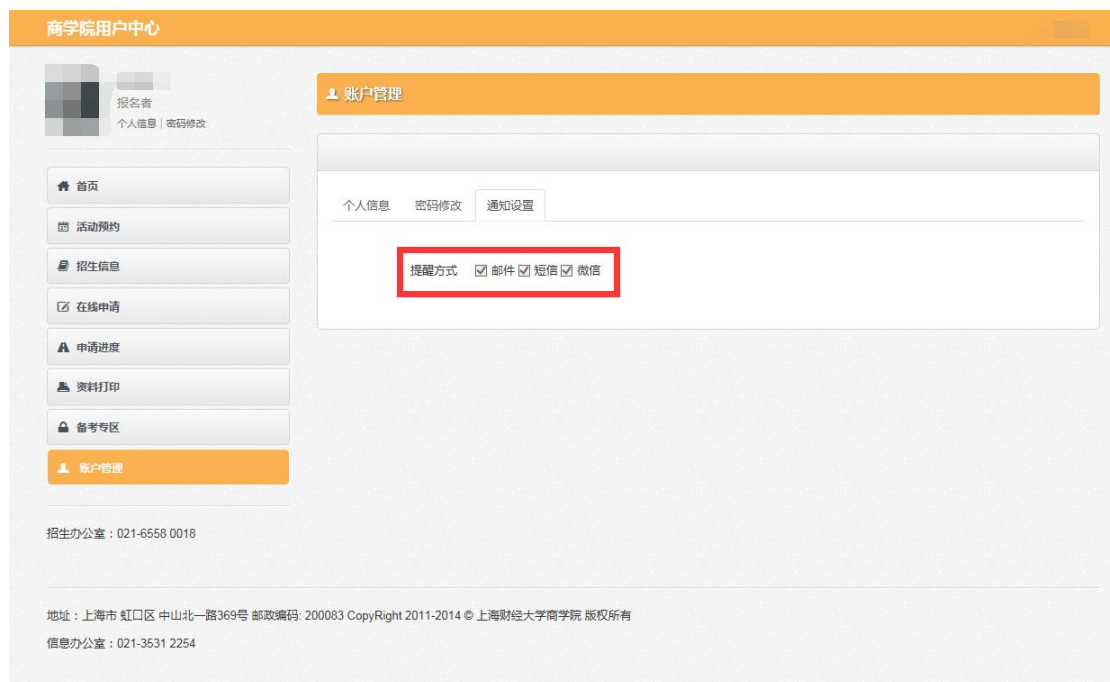 商学院用户中心
报名者
个人信息 | 密码修改
首页
活动预约
招生信息
在线申请
申请进度
资料打印
备考专区
账户管理
招生办公室：021-6558 0018
账户管理
个人信息 密码修改 通知设置
提醒方式 邮件 短信 微信
地址：上海市 虹口区 中山北一路369号 邮政编码: 200083 CopyRight 2011-2014 © 上海财经大学商学院 版权所有
信息办公室：021-3531 2254